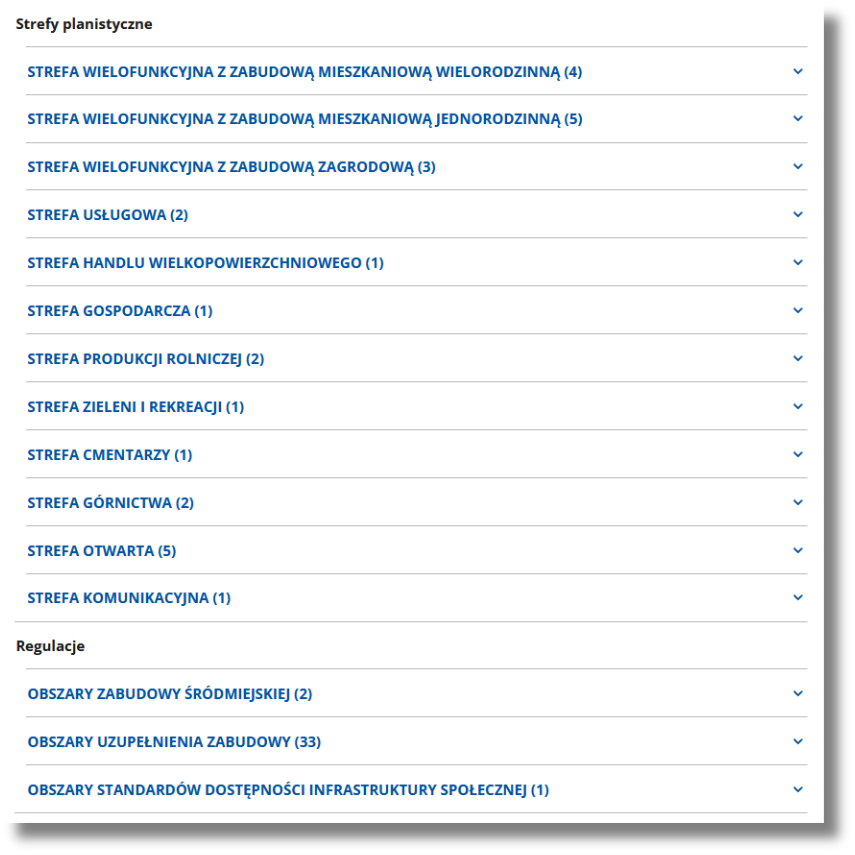 Strefy planistyczne
STREFA WIELOFUNKCYJNA Z ZABUDOWĄ MIESZKANIOWĄ WIELORODZINNĄ (4)
STREFA WIELOFUNKCYJNA Z ZABUDOWĄ MIESZKANIOWĄ JEDNORODZINNĄ (5)
STREFA WIELOFUNKCYJNA Z ZABUDOWĄ ZAGRODOWĄ (3)
STREFA USŁUGOWA (2)
STREFA HANDLU WIELKOPOWIERZCHNIOWEGO (1)
STREFA GOSPODARCZA (1)
STREFA PRODUKCJI ROLNICZEJ (2)
STREFA ZIELENI I REKREACJI (1)
STREFA CMENTARZY (1)
STREFA GÓRNICTWA (2)
STREFA OTWARTA (5)
STREFA KOMUNIKACYJNA (1)
Regulacje
OBSZARY ZABUDOWY ŚRÓDMIEJSKIEJ (2)
OBSZARY UZUPEŁNIENIA ZABUDOWY (33)
OBSZARY STANDARDÓW DOSTĘPNOŚCI INFRASTRUKTURY SPOŁECZNEJ (1)